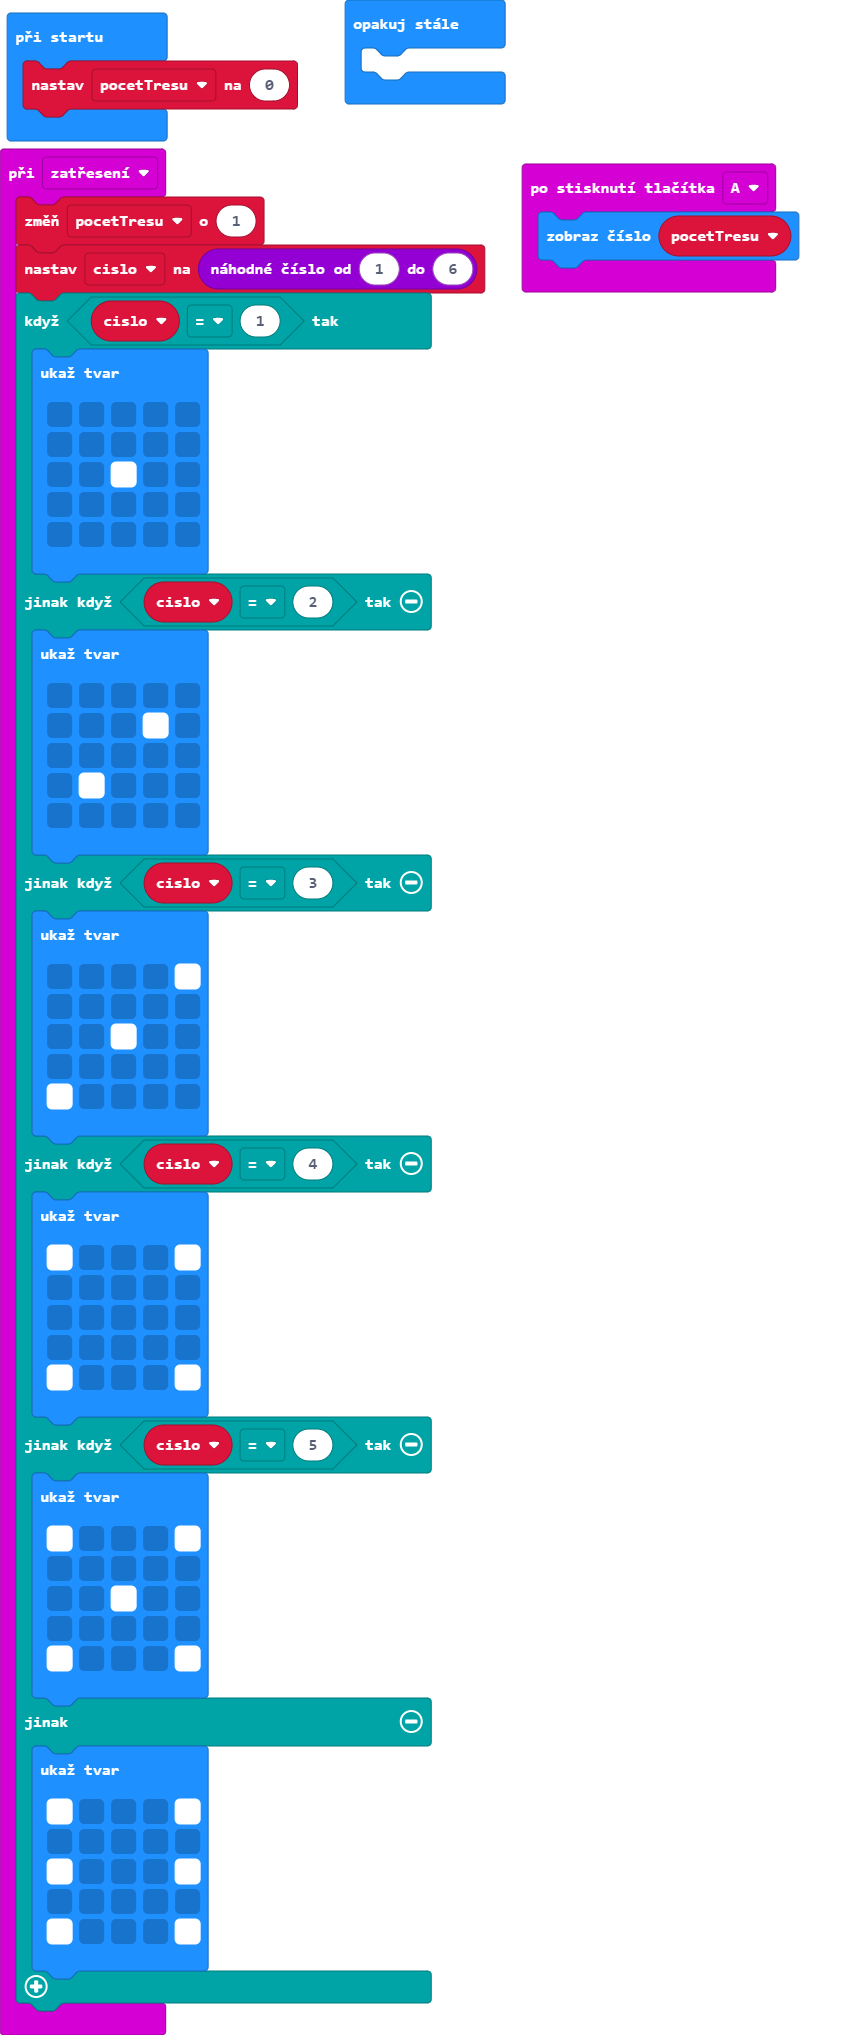 při startu
nastav pocetTresu na 0
opakuj stále
při zatřesení
změň pocetTresu o 1
nastav cislo na náhodné číslo od 1 do 6
když cislo = 1 tak
ukaž tvar
jinak když cislo = 2 tak
ukaž tvar
jinak když cislo = 3 tak
ukaž tvar
jinak když cislo = 4 tak
ukaž tvar
jinak když cislo = 5 tak
ukaž tvar
jinak
ukaž tvar
po stisknutí tlačítka A
zobraz číslo pocetTresu